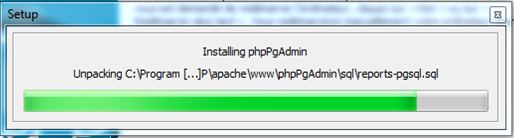 Setup
Installing phpPgAdmin
Unpacking C:\Program [...]P\apache\www\phpPgAdmin\sql\reports-pgsql.sql